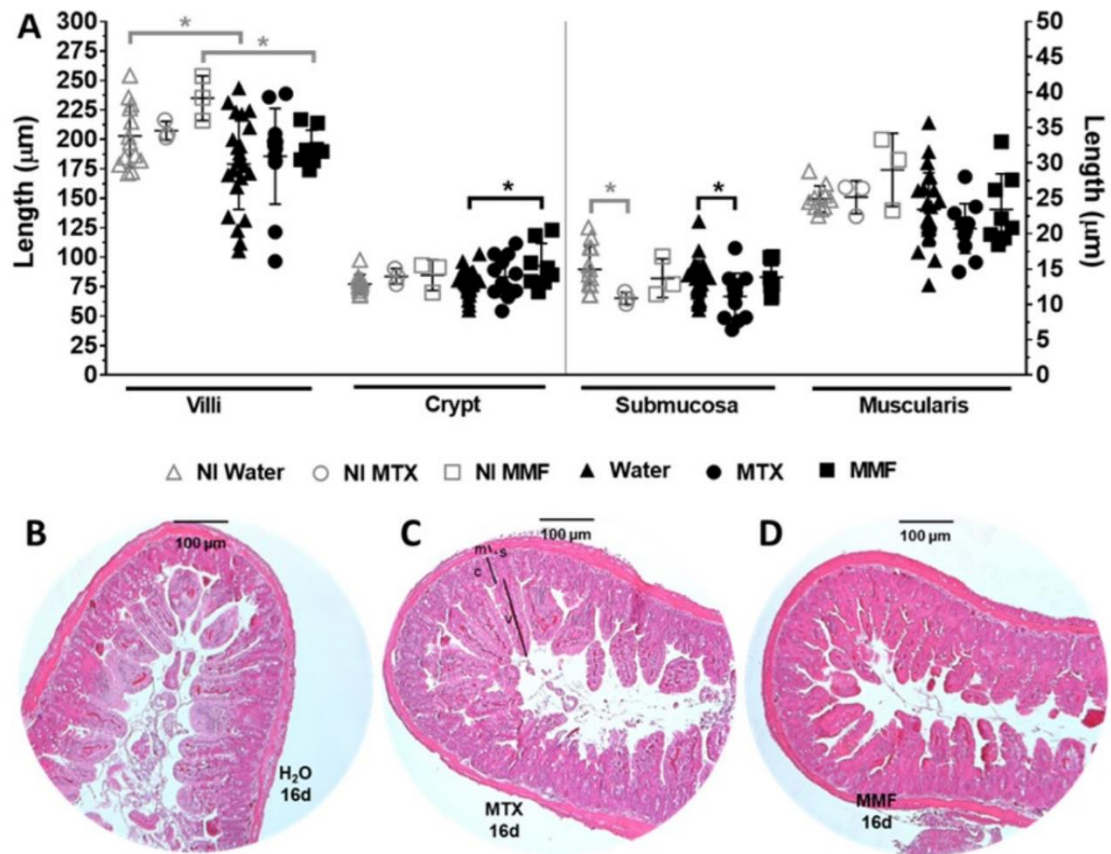 A
300
275
250
225
200
175
150
125
100
75
50
25
0
Length (μm)
* * * * *
50
45
40
35
30
25
20
15
10
5
0
Length (μm)
Villi Crypt Submucosa Muscularis
NI Water NI MTX NI MMF Water MTX MMF
B
100 μm
H₂O
16d
C
100 μm
m s
c
v
MTX
16d
D
100 μm
MMF
16d